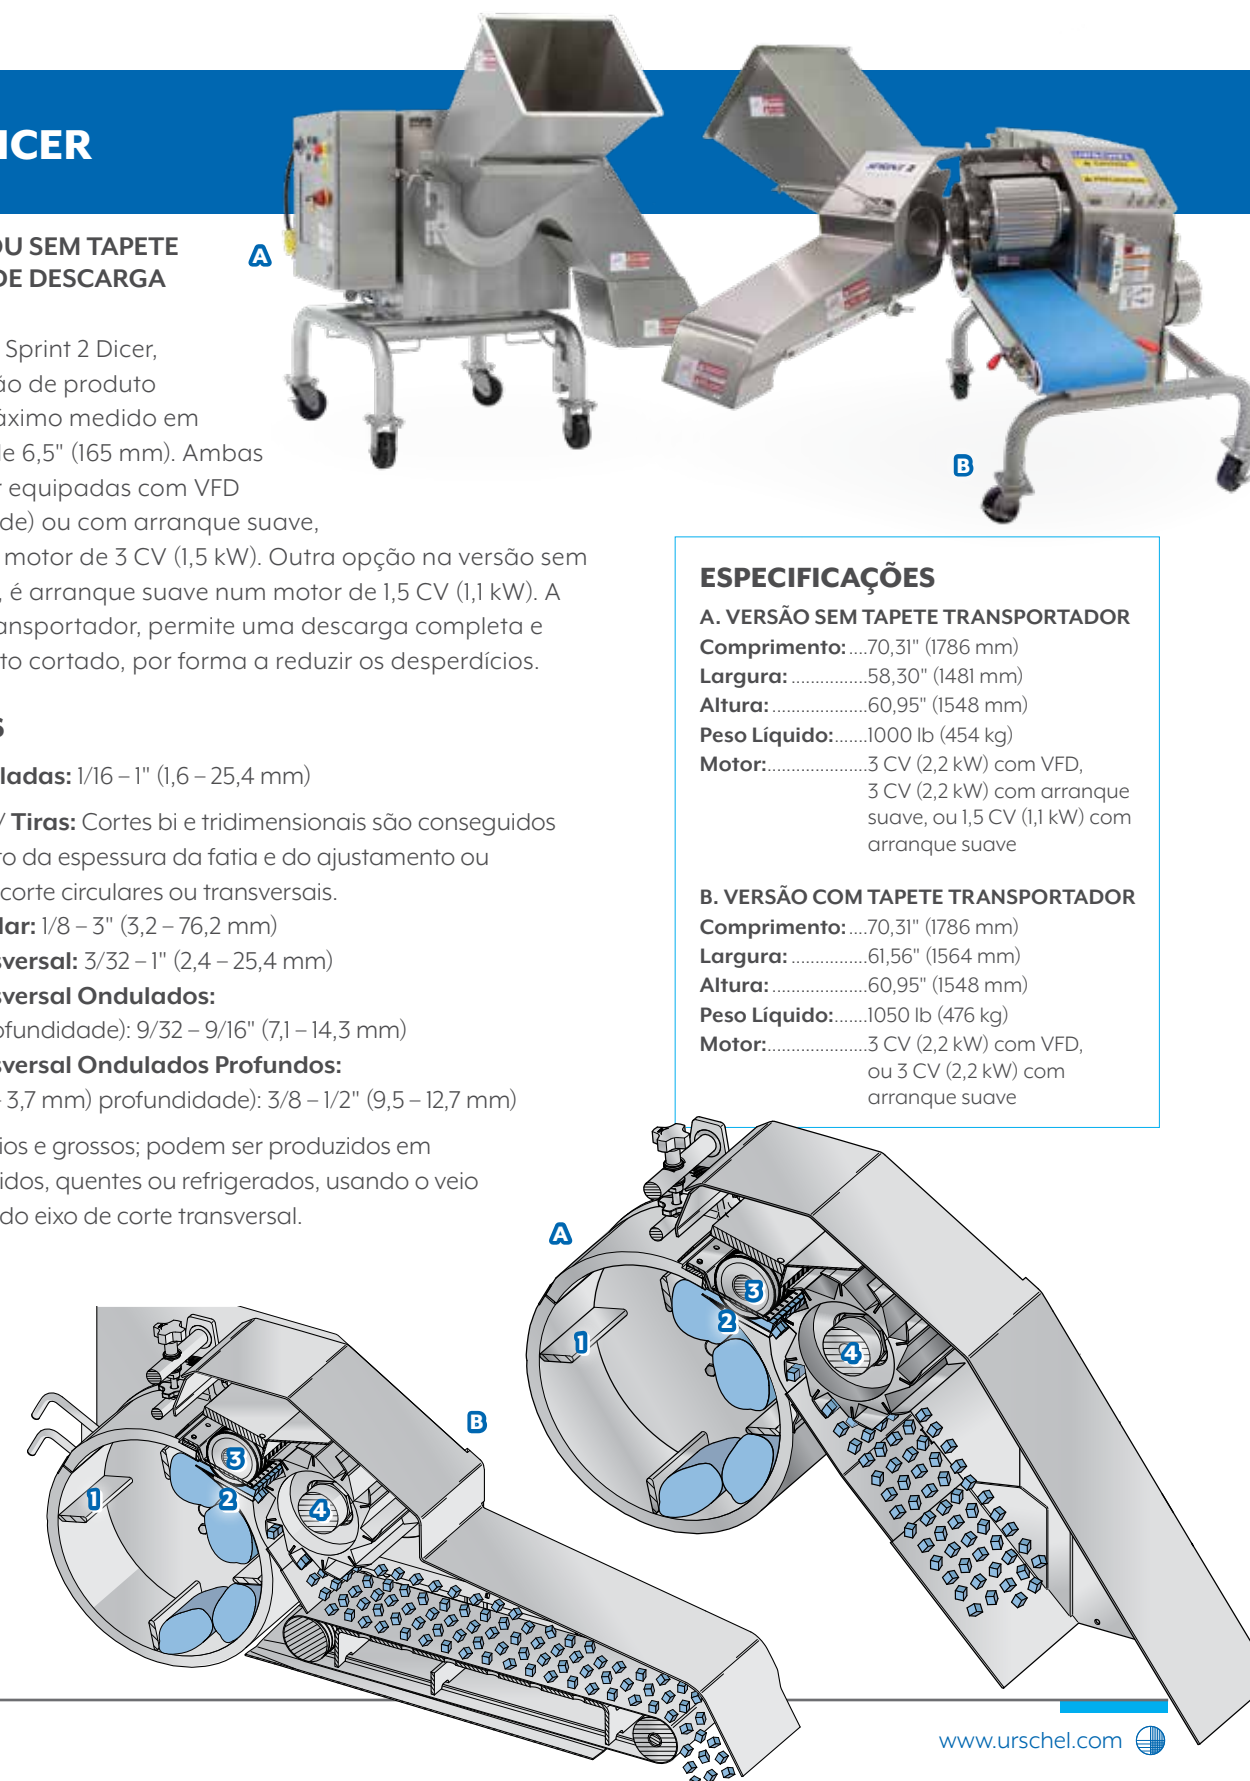 ICER
OU SEM TAPETE
DE DESCARGA
A
B
Sprint 2 Dicer,
ão de produto
áximo medido em
de 6,5" (165 mm). Ambas
r equipadas com VFD
de) ou com arranque suave,
motor de 3 CV (1,5 kW). Outra opção na versão sem
, é arranque suave num motor de 1,5 CV (1,1 kW). A
ransportador, permite uma descarga completa e
to cortado, por forma a reduzir os desperdícios.
S
ladas: 1/16 – 1" (1,6 – 25,4 mm)
/ Tiras: Cortes bi e tridimensionais são conseguidos
to da espessura da fatia e do ajustamento ou
corte circulares ou transversais.
lar: 1/8 – 3" (3,2 – 76,2 mm)
sversal: 3/32 – 1" (2,4 – 25,4 mm)
sversal Ondulados:
ofundidade): 9/32 – 9/16" (7,1 – 14,3 mm)
sversal Ondulados Profundos:
– 3,7 mm) profundidade): 3/8 – 1/2" (9,5 – 12,7 mm)
ios e grossos; podem ser produzidos em
idos, quentes ou refrigerados, usando o veio
do eixo de corte transversal.
ESPECIFICAÇÕES
A. VERSÃO SEM TAPETE TRANSPORTADOR
Comprimento:....70,31" (1786 mm)
Largura:................58,30" (1481 mm)
Altura:....................60,95" (1548 mm)
Peso Líquido:.......1000 lb (454 kg)
Motor:.....................3 CV (2,2 kW) com VFD,
3 CV (2,2 kW) com arranque
suave, ou 1,5 CV (1,1 kW) com
arranque suave
B. VERSÃO COM TAPETE TRANSPORTADOR
Comprimento:....70,31" (1786 mm)
Largura:................61,56" (1564 mm)
Altura:....................60,95" (1548 mm)
Peso Líquido:.......1050 lb (476 kg)
Motor:.....................3 CV (2,2 kW) com VFD,
ou 3 CV (2,2 kW) com
arranque suave
A
1
2
3
4
B
1
2
3
4
www.urschel.com